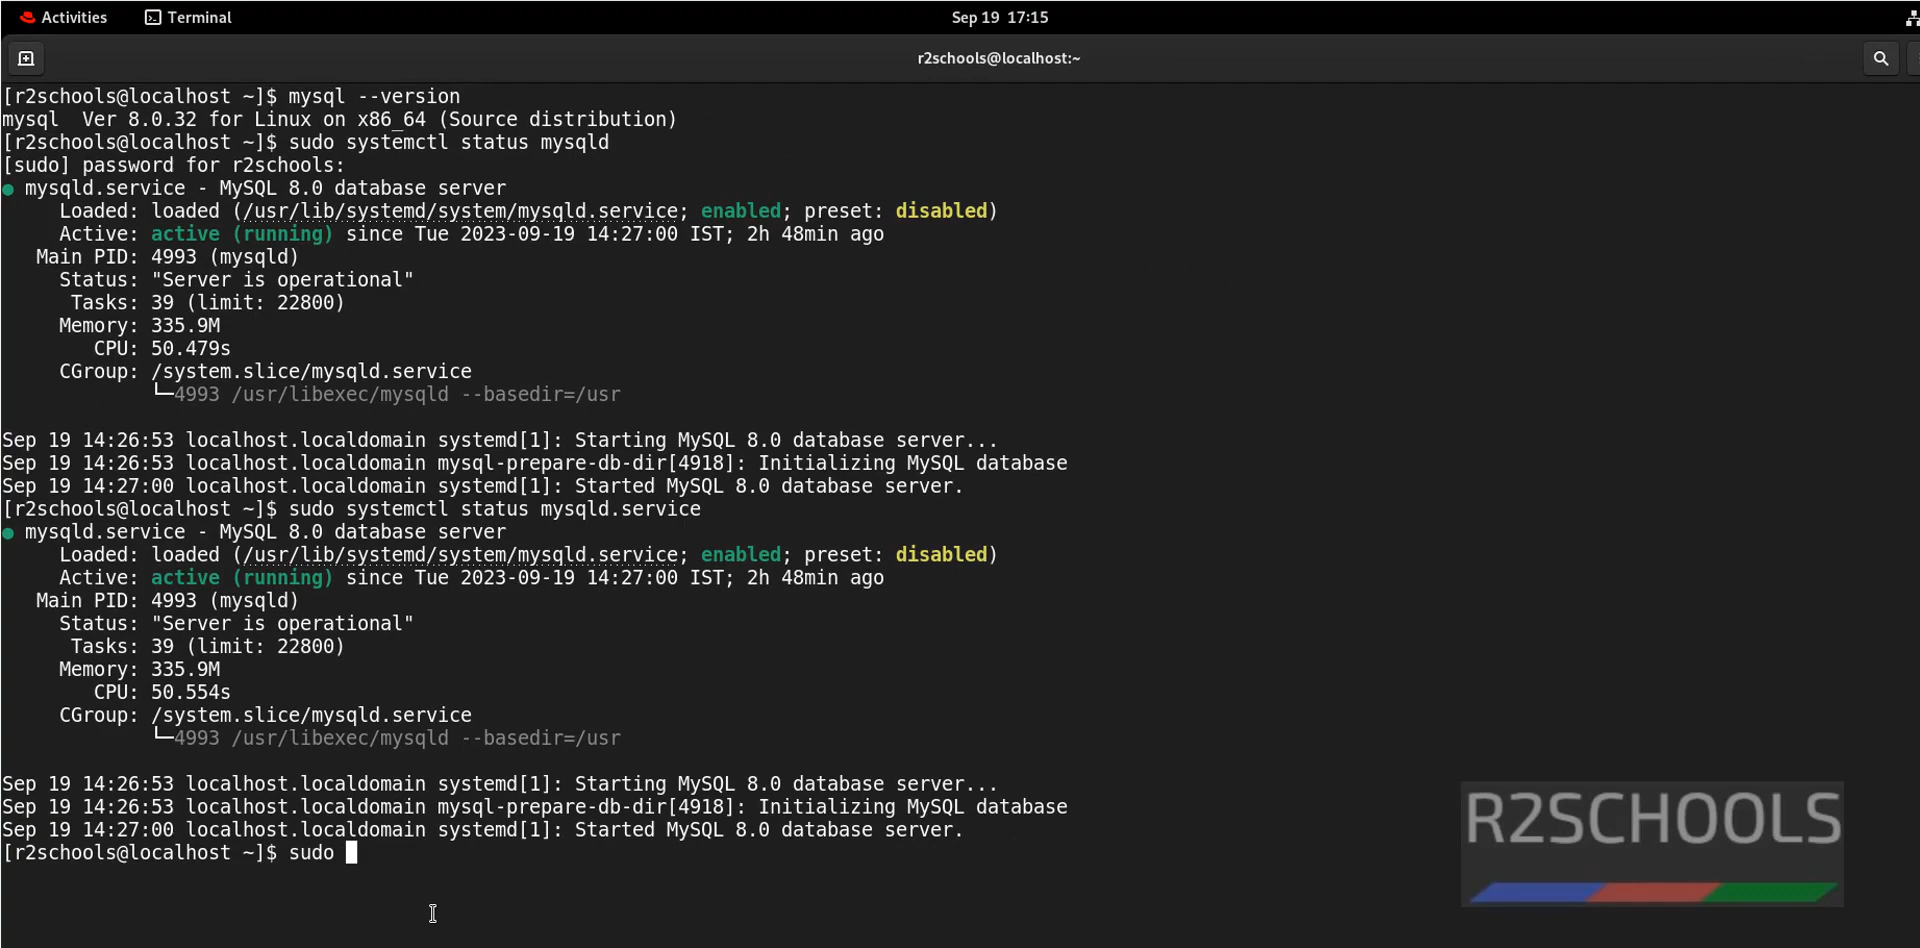 Activities Terminal Sep 19 17:15
r2schools@localhost:~
[r2schools@localhost ~]$ mysql --version
mysql  Ver 8.0.32 for Linux on x86_64 (Source distribution)
[r2schools@localhost ~]$ sudo systemctl status mysqld
[sudo] password for r2schools:
● mysqld.service - MySQL 8.0 database server
     Loaded: loaded (/usr/lib/systemd/system/mysqld.service; enabled; preset: disabled)
     Active: active (running) since Tue 2023-09-19 14:27:00 IST; 2h 48min ago
   Main PID: 4993 (mysqld)
     Status: "Server is operational"
      Tasks: 39 (limit: 22800)
     Memory: 335.9M
        CPU: 50.479s
     CGroup: /system.slice/mysqld.service
             └─4993 /usr/libexec/mysqld --basedir=/usr
Sep 19 14:26:53 localhost.localdomain systemd[1]: Starting MySQL 8.0 database server...
Sep 19 14:26:53 localhost.localdomain mysql-prepare-db-dir[4918]: Initializing MySQL database
Sep 19 14:27:00 localhost.localdomain systemd[1]: Started MySQL 8.0 database server.
[r2schools@localhost ~]$ sudo systemctl status mysqld.service
● mysqld.service - MySQL 8.0 database server
     Loaded: loaded (/usr/lib/systemd/system/mysqld.service; enabled; preset: disabled)
     Active: active (running) since Tue 2023-09-19 14:27:00 IST; 2h 48min ago
   Main PID: 4993 (mysqld)
     Status: "Server is operational"
      Tasks: 39 (limit: 22800)
     Memory: 335.9M
        CPU: 50.554s
     CGroup: /system.slice/mysqld.service
             └─4993 /usr/libexec/mysqld --basedir=/usr
Sep 19 14:26:53 localhost.localdomain systemd[1]: Starting MySQL 8.0 database server...
Sep 19 14:26:53 localhost.localdomain mysql-prepare-db-dir[4918]: Initializing MySQL database
Sep 19 14:27:00 localhost.localdomain systemd[1]: Started MySQL 8.0 database server.
[r2schools@localhost ~]$ sudo
R2SCHOOLS